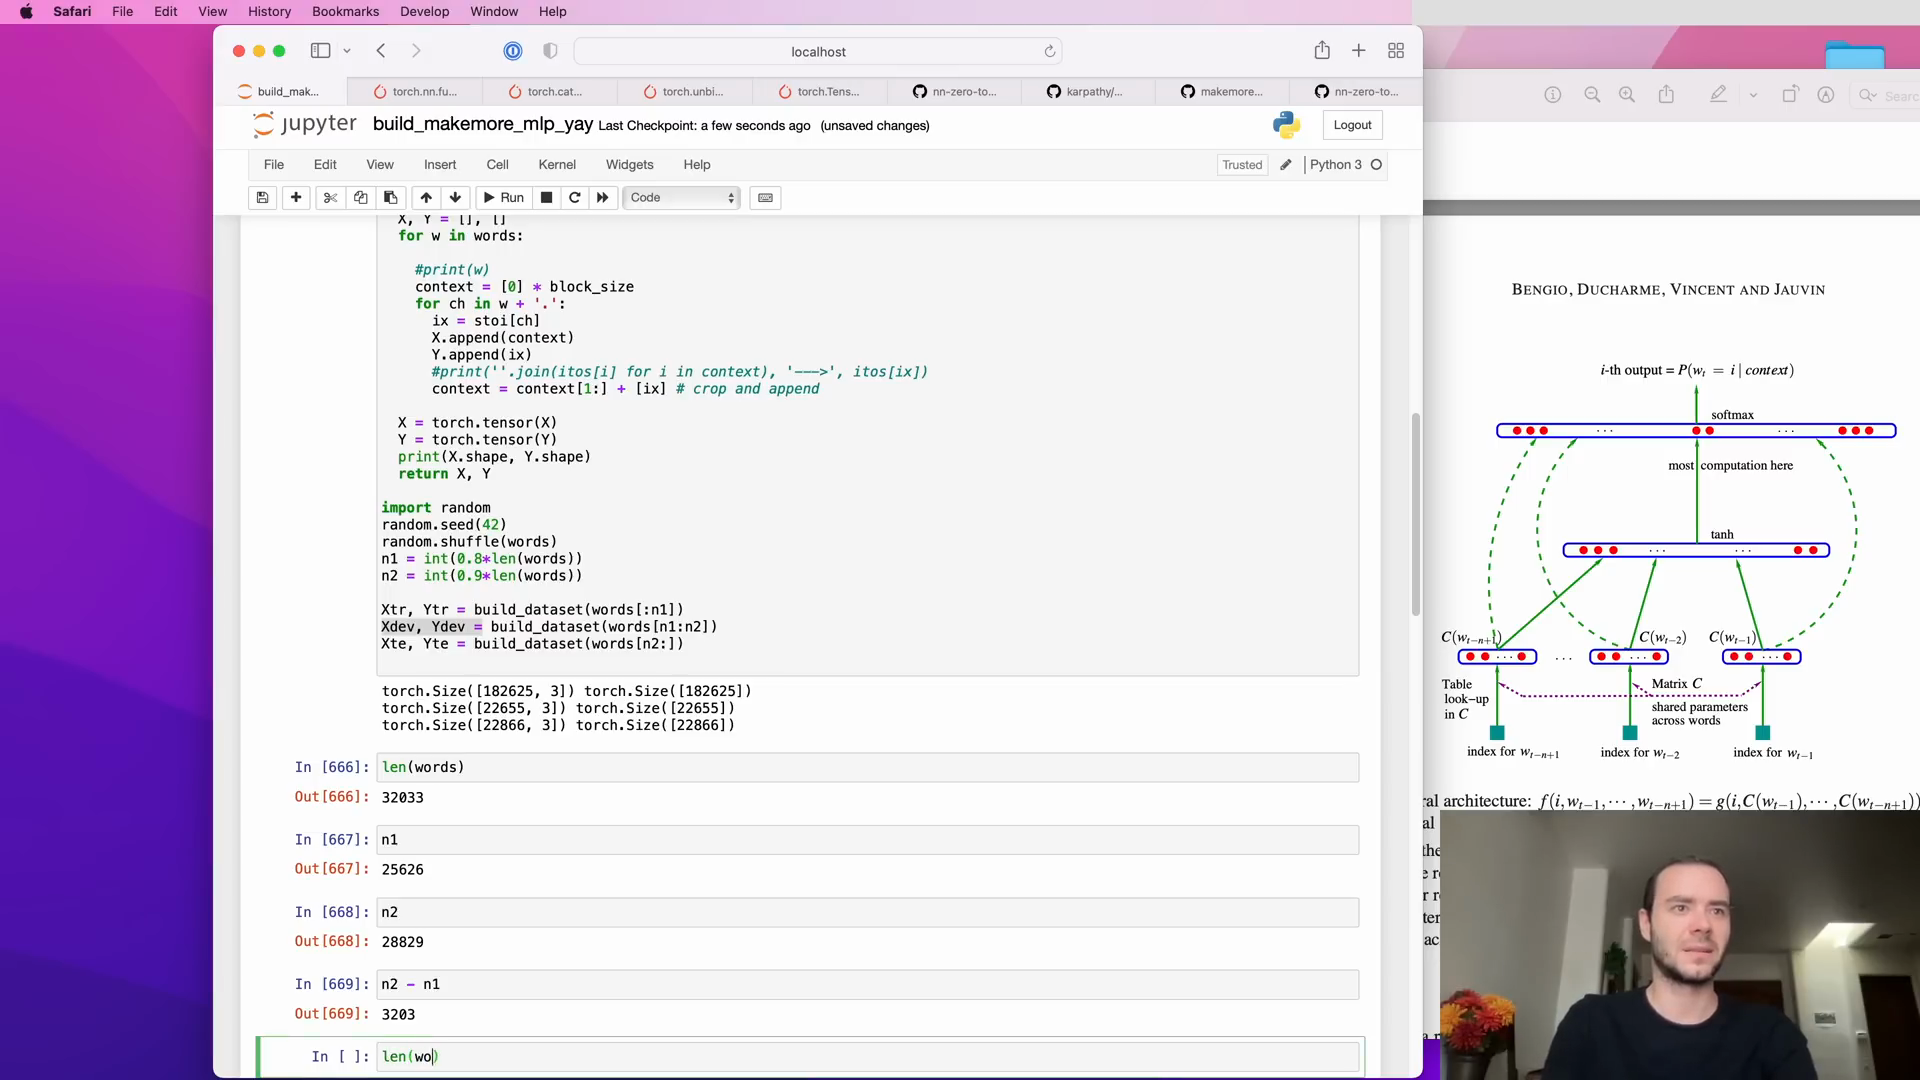 Safari File Edit View History Bookmarks Develop Window Help
localhost
build_mak... torch.nn.fu... torch.cat... torch.unbi... torch.Tens... nn-zero-to... karpathy/... makemore... nn-zero-to...
jupyter build_makemore_mlp_yay Last Checkpoint: a few seconds ago (unsaved changes) Logout
File Edit View Insert Cell Kernel Widgets Help Trusted Python 3
Run Code
Sear
X, Y = [], []
for w in words:
#print(w)
context = [0] * block_size
for ch in w + '.':
ix = stoi[ch]
X.append(context)
Y.append(ix)
#print(''.join(itos[i] for i in context), '--->', itos[ix])
context = context[1:] + [ix] # crop and append
X = torch.tensor(X)
Y = torch.tensor(Y)
print(X.shape, Y.shape)
return X, Y
import random
random.seed(42)
random.shuffle(words)
n1 = int(0.8*len(words))
n2 = int(0.9*len(words))
Xtr, Ytr = build_dataset(words[:n1])
Xdev, Ydev = build_dataset(words[n1:n2])
Xte, Yte = build_dataset(words[n2:])
torch.Size([182625, 3]) torch.Size([182625])
torch.Size([22655, 3]) torch.Size([22655])
torch.Size([22866, 3]) torch.Size([22866])
In [666]: len(words)
Out[666]: 32033
In [667]: n1
Out[667]: 25626
In [668]: n2
Out[668]: 28829
In [669]: n2 - n1
Out[669]: 3203
In [ ]: len(wo)
BENGIO, DUCHARME, VINCENT AND JAUVIN
i-th output = P(w_t = i | context)
softmax
. . . . . .
most computation here
tanh
. . . . . .
C(w_{t−n+1}) C(w_{t−2}) C(w_{t−1})
. . .
Table look-up in C
Matrix C
shared parameters across words
index for w_{t−n+1} index for w_{t−2} index for w_{t−1}
ral architecture: f(i, w_{t−1}, ··· , w_{t−n+1}) = g(i, C(w_{t−1}), ··· , C(w_{t−n+1}))
al
the
e r
r r
ter
ac